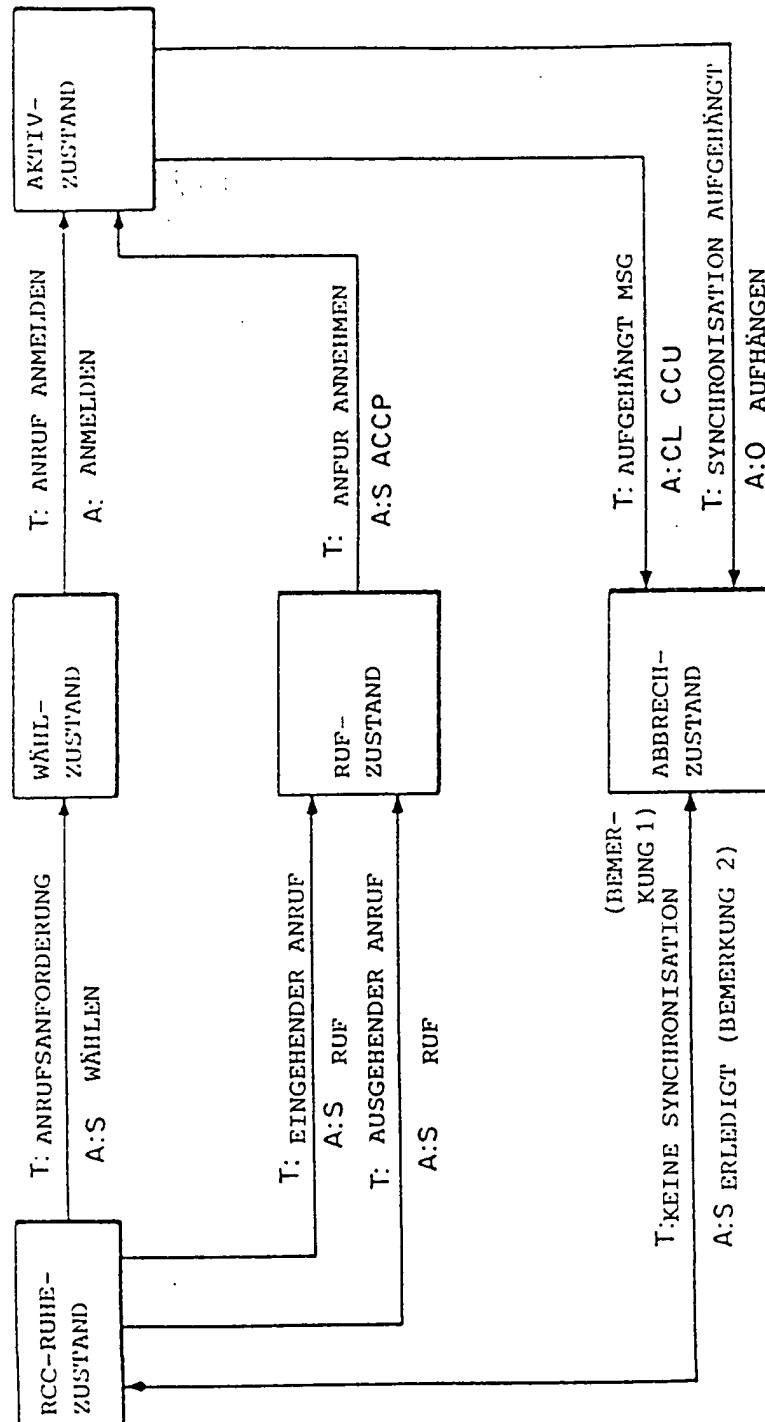 RCC-RUHE-
ZUSTAND
T: ANRUFSANFORDERUNG
A:S WÄHLEN
WÄHL-
ZUSTAND
T: ANRUF ANMELDEN
A: ANMELDEN
AKTIV-
ZUSTAND
T: EINGEHENDER ANRUF
A:S RUF
T: AUSGEHENDER ANRUF
A:S RUF
RUF-
ZUSTAND
T: ANFUR ANNEHMEN
A:S ACCP
T: AUFGEHÄNGT MSG
A:CL CCU
T: SYNCHRONISATION AUFGEHÄNGT
A:O AUFHÄNGEN
ABBRECH-
ZUSTAND
(BEMER-
KUNG 1)
T:KEINE SYNCHRONISATION
A:S ERLEDIGT (BEMERKUNG 2)